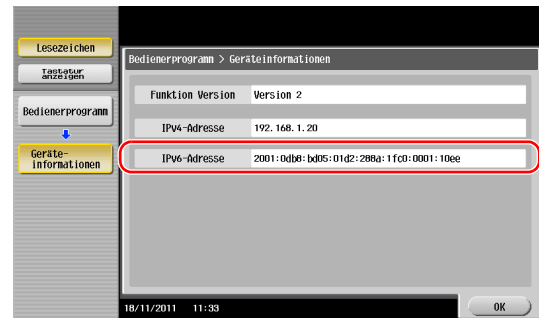 Lesezeichen
Tastatur
anzeigen
Bedienerprogramm
Geräte-
informationen
Bedienerprogramm > Geräteinformationen
Funktion Version Version 2
IPv4-Adresse 192.168.1.20
IPv6-Adresse 2001:0db8:bd05:01d2:288a:1fc0:0001:10ee
18/11/2011 11:33
OK